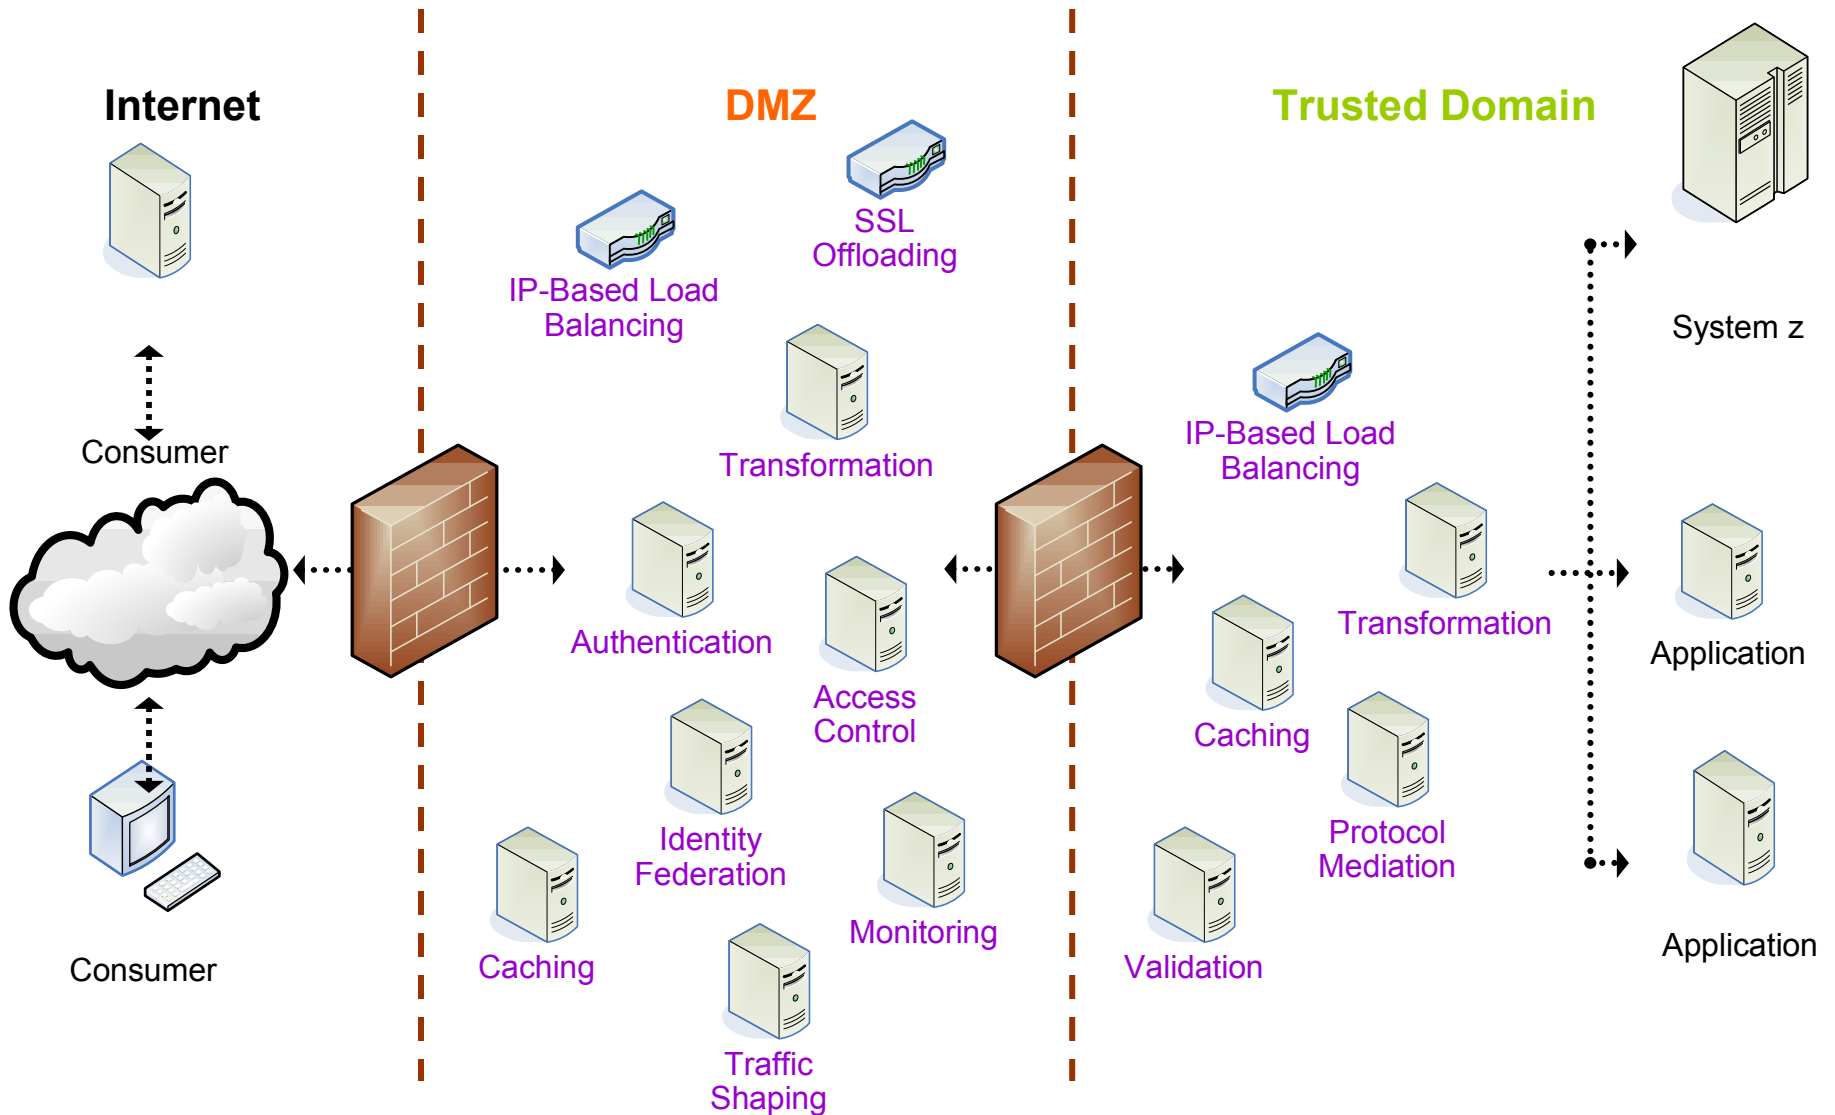 Internet
DMZ
Trusted Domain
SSL
Offloading
IP-Based Load
Balancing
System z
Consumer
Transformation
IP-Based Load
Balancing
Authentication
Access
Control
Transformation
Application
Caching
Identity
Federation
Protocol
Mediation
Monitoring
Application
Consumer
Caching
Validation
Traffic
Shaping